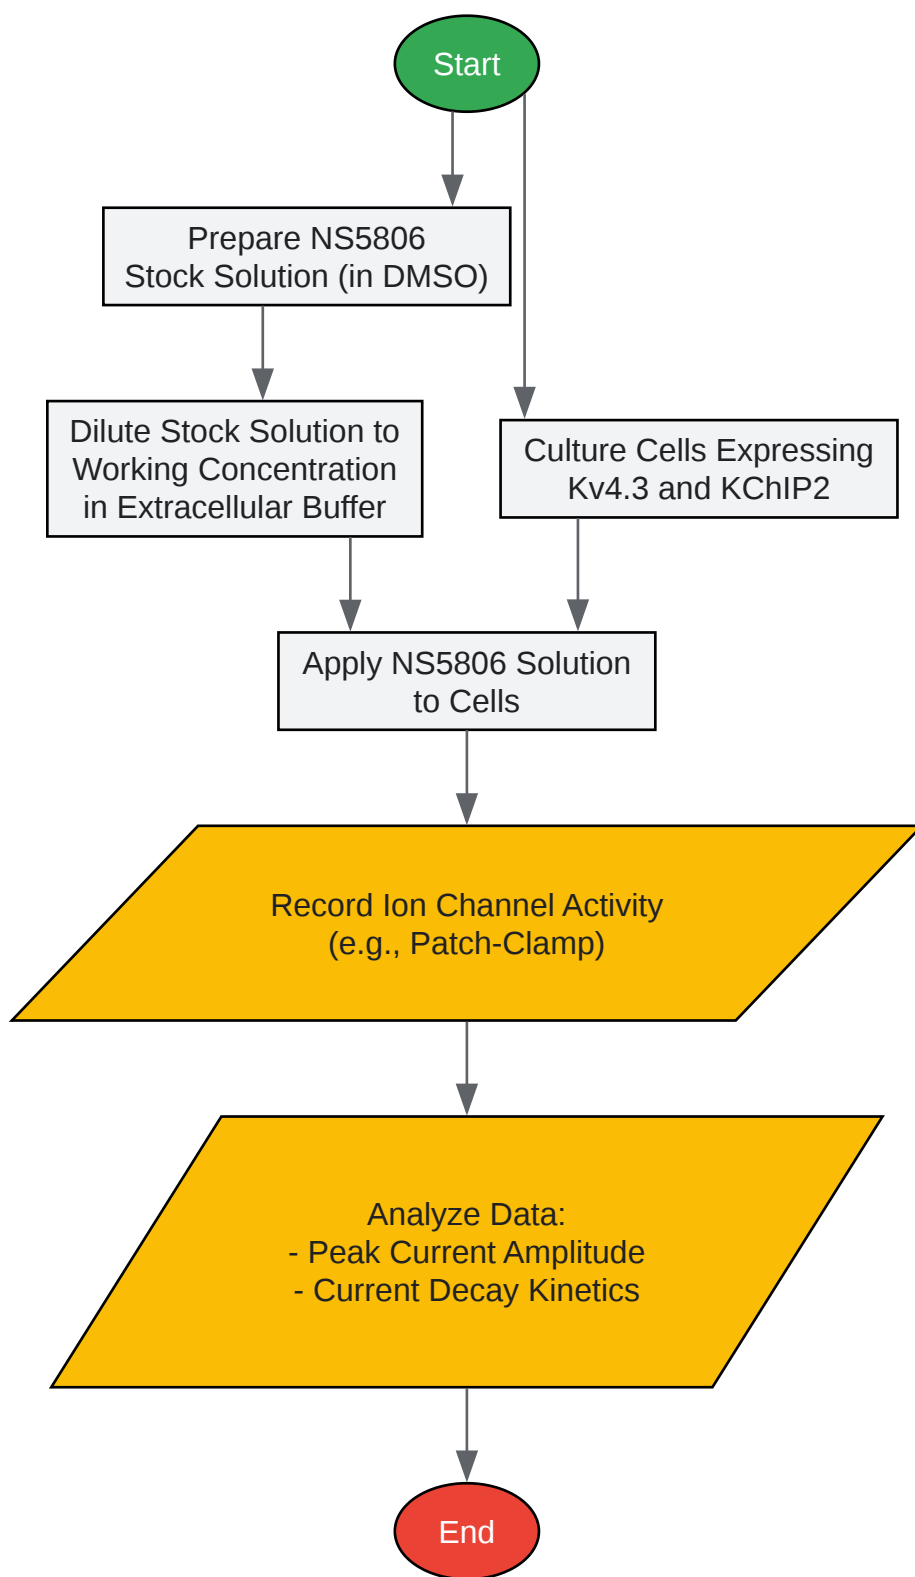 Start
Prepare NS5806
Stock Solution (in DMSO)
Dilute Stock Solution to
Working Concentration
in Extracellular Buffer
Culture Cells Expressing
Kv4.3 and KChIP2
Apply NS5806 Solution
to Cells
Record Ion Channel Activity
(e.g., Patch-Clamp)
Analyze Data:
- Peak Current Amplitude
- Current Decay Kinetics
End